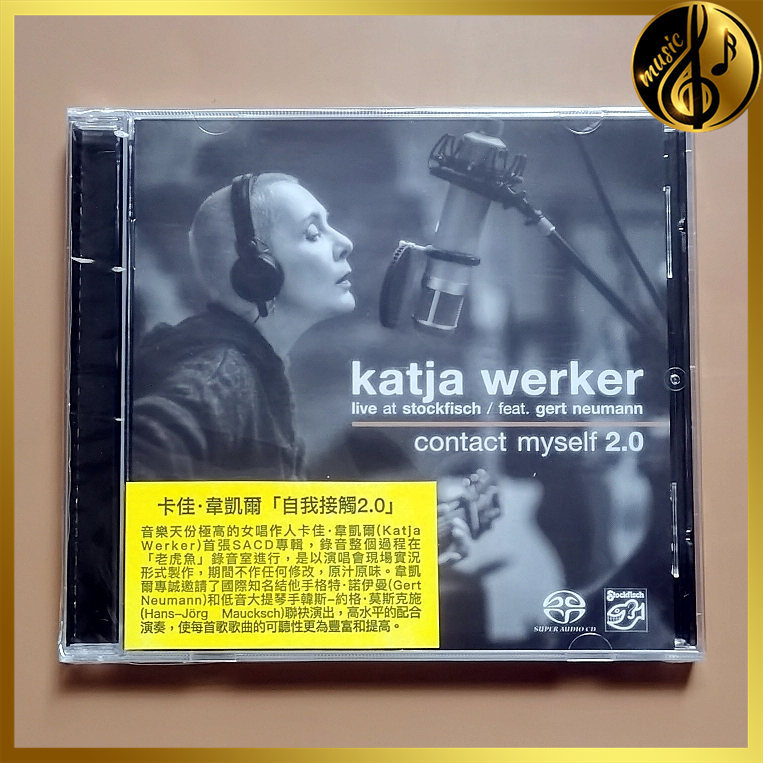 music
katja werker
live at stockfisch / feat. gert neumann
contact myself 2.0
卡佳·韋凱爾「自我接觸2.0」
音樂天份極高的女唱作人卡佳·韋凱爾(Katja
Werker)首張SACD專輯，錄音整個過程在
「老虎魚」錄音室進行，是以演唱會現場實況
形式製作，期間不作任何修改，原汁原味。韋凱
爾專誠邀請了國際知名結他手格特·諾伊曼(Gert
Neumann)和低音大提琴手韓斯–約格·莫斯克施
(Hans–Jörg Maucksch)聯袂演出，高水平的配合
演奏，使每首歌歌曲的可聽性更為豐富和提高。
SUPER AUDIO CD
Stockfisch